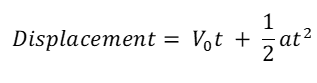 Displacement = V₀t + ½at²